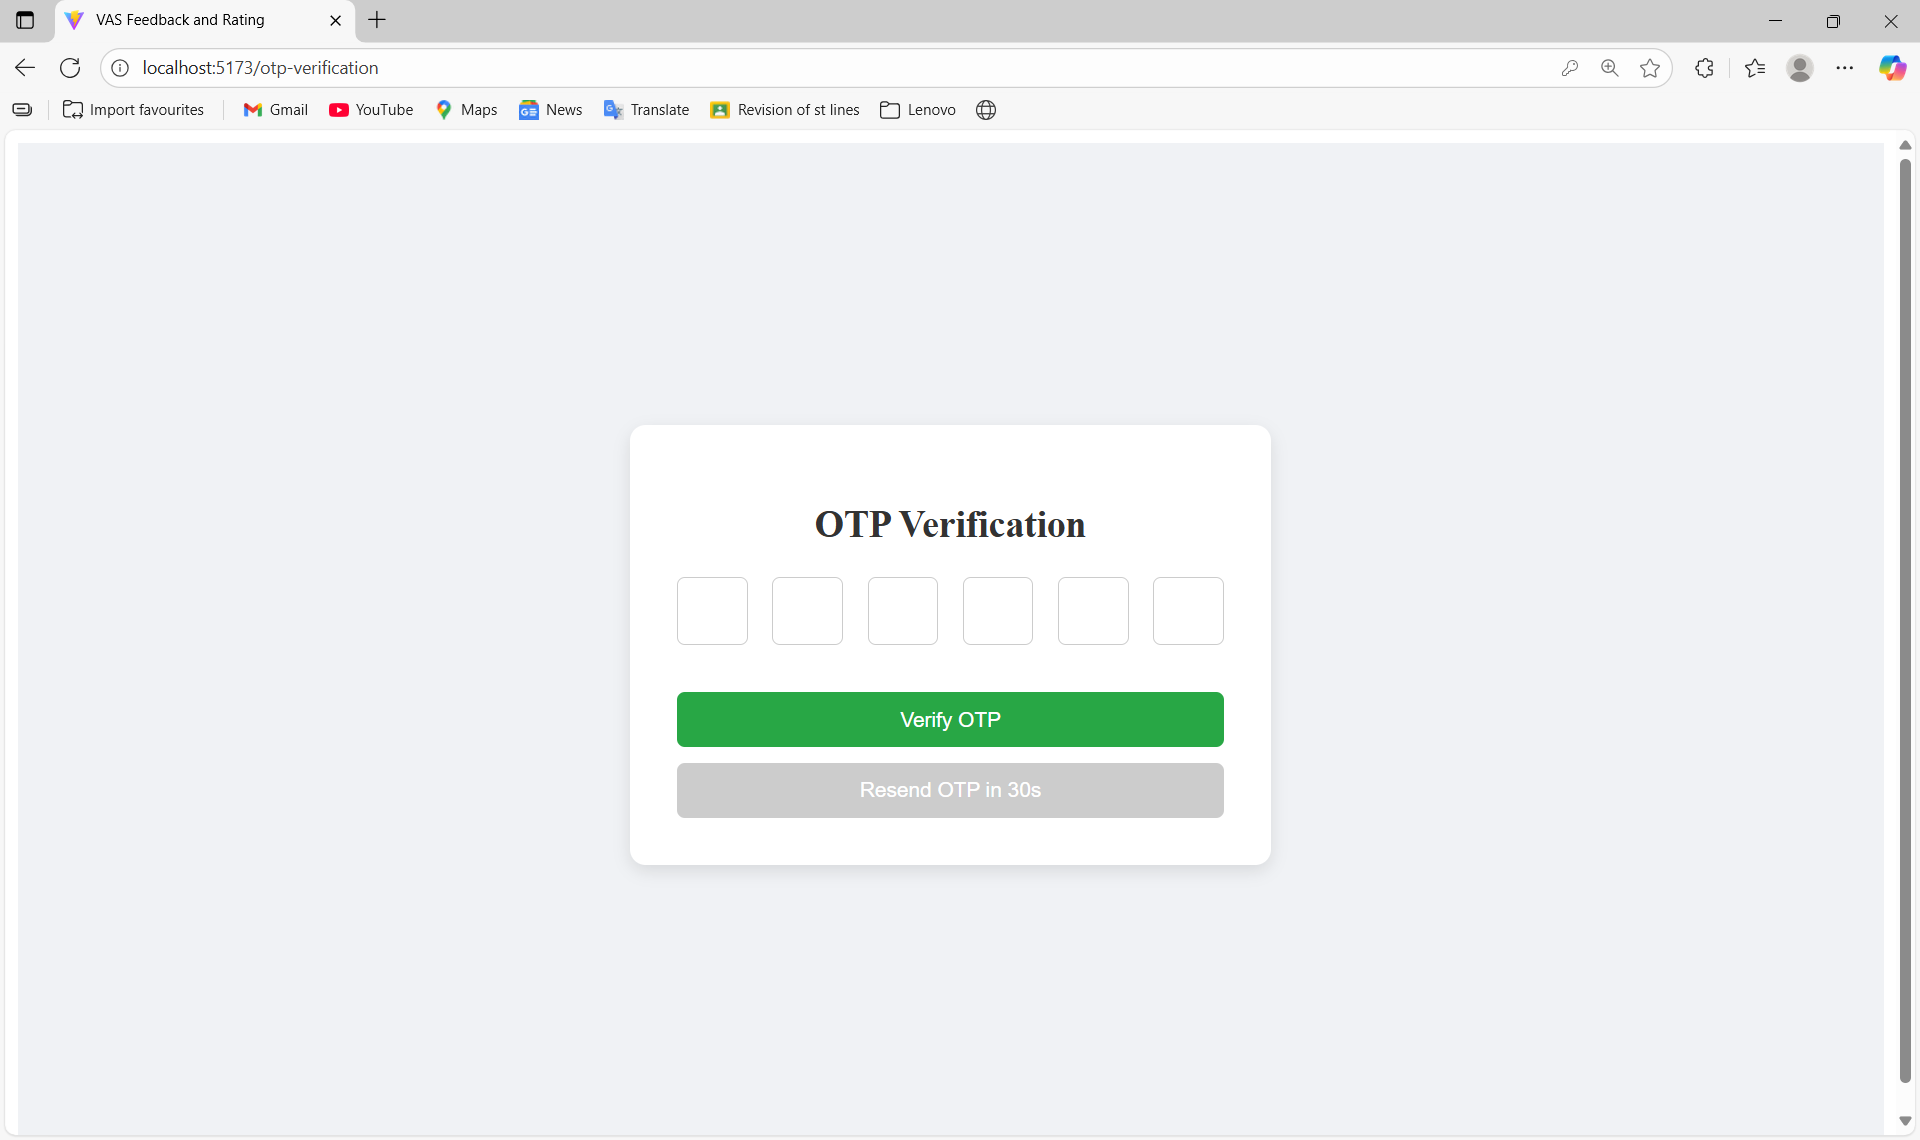 VAS Feedback and Rating
localhost:5173/otp-verification
Import favourites Gmail YouTube Maps News Translate Revision of st lines Lenovo
OTP Verification
Verify OTP
Resend OTP in 30s